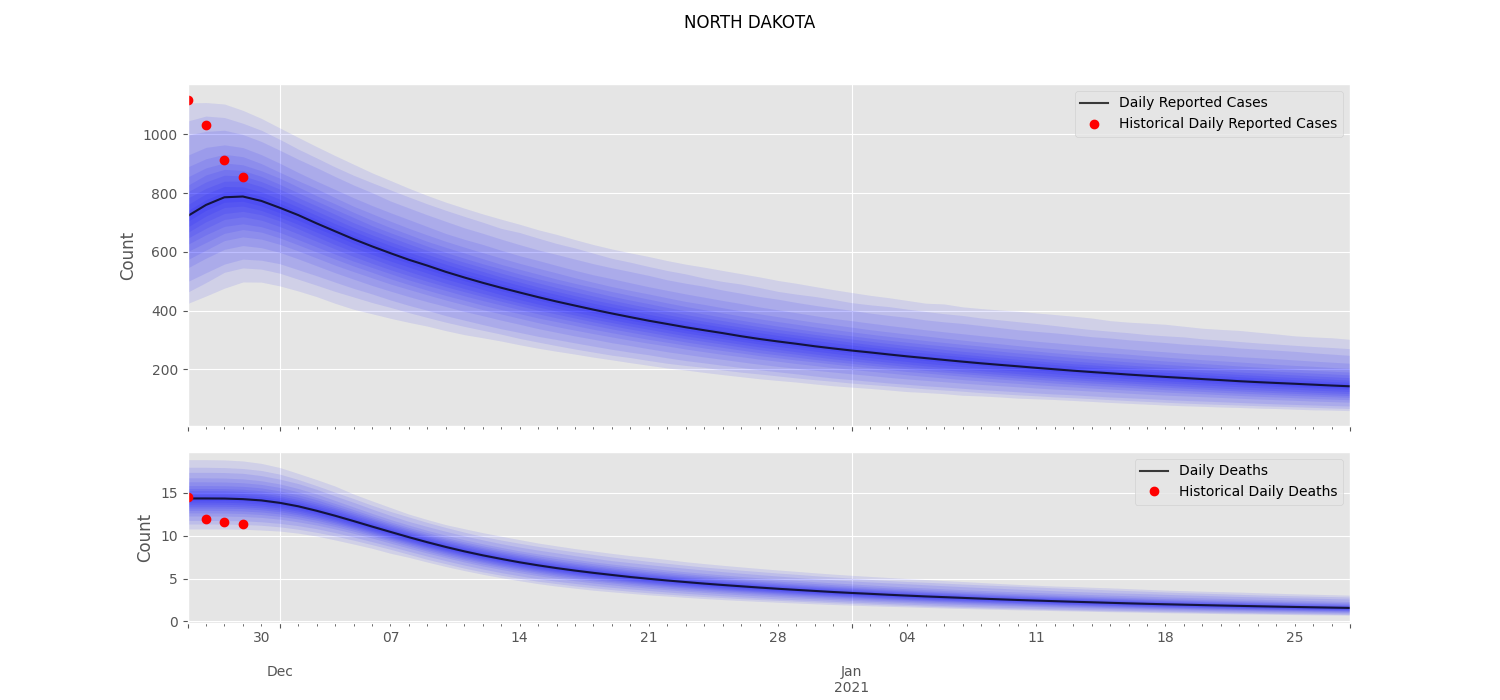 NORTH DAKOTA
Daily Reported Cases
Historical Daily Reported Cases
1000
800
600
400
200
Count
Daily Deaths
Historical Daily Deaths
15
10
5
0
Count
30 07 14 21 28 04 11 18 25
Dec Jan
2021